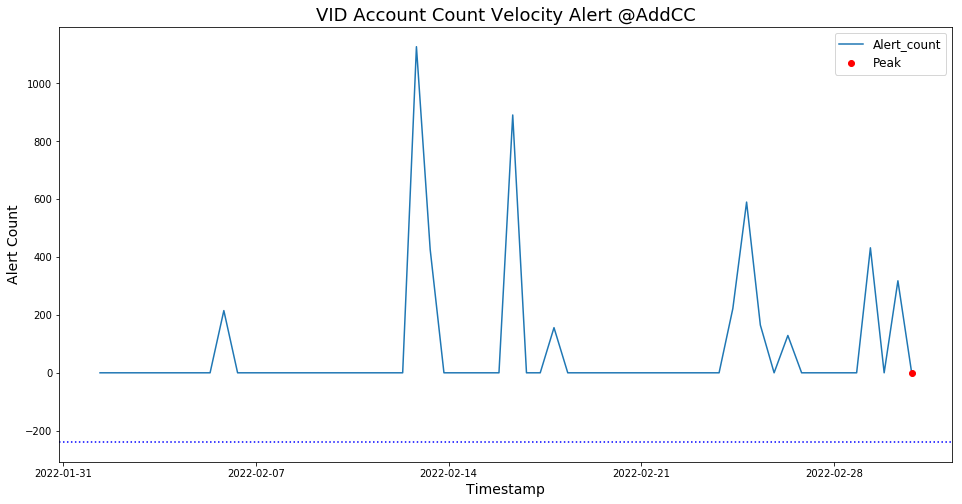 VID Account Count Velocity Alert @AddCC
Alert_count
Peak
1000
800
600
400
200
0
−200
Alert Count
2022-01-31
2022-02-07
2022-02-14
2022-02-21
2022-02-28
Timestamp